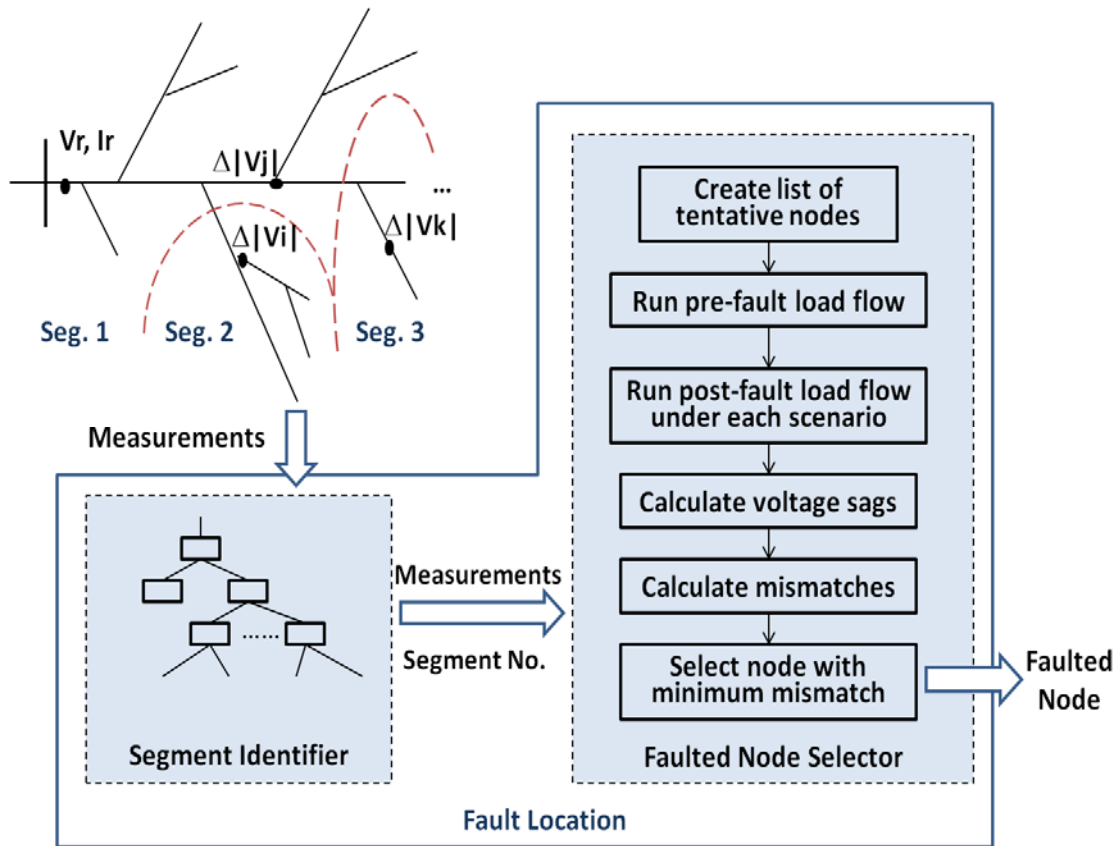 Vr, Ir
Δ|Vj|
...
Δ|Vi|
Δ|Vk|
Seg. 1
Seg. 2
Seg. 3
Measurements
Segment Identifier
Measurements
Segment No.
Create list of
tentative nodes
Run pre-fault load flow
Run post-fault load flow
under each scenario
Calculate voltage sags
Calculate mismatches
Select node with
minimum mismatch
Faulted Node Selector
Faulted
Node
Fault Location
......